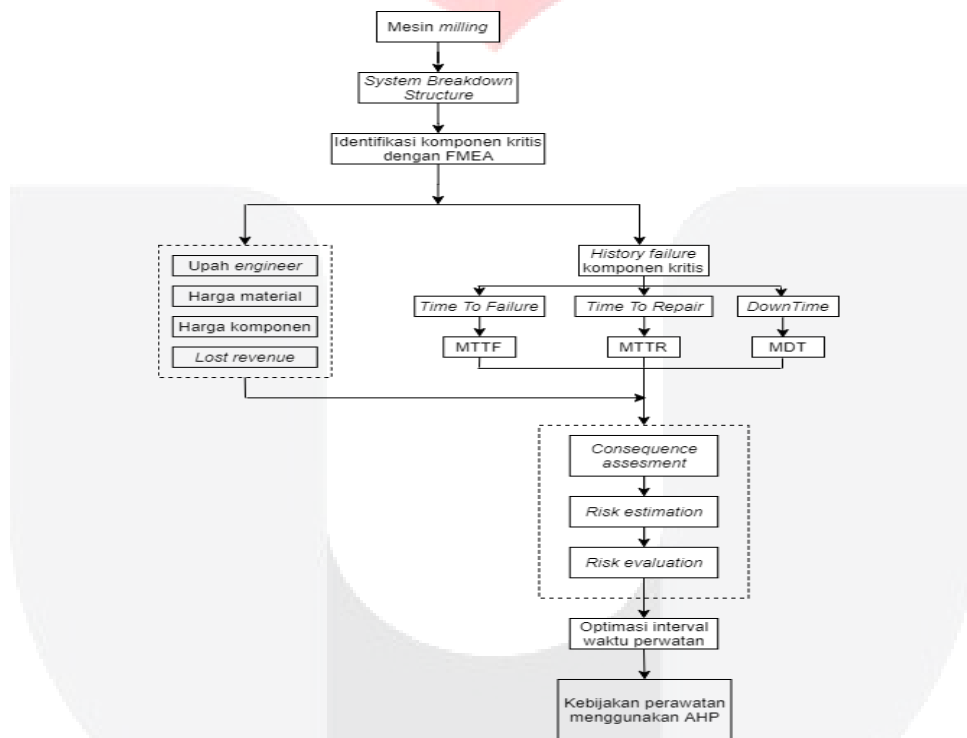 Mesin milling
System Breakdown
Structure
Identifikasi komponen kritis
dengan FMEA
Upah engineer
Harga material
Harga komponen
Lost revenue
History failure
komponen kritis
Time To Failure
Time To Repair
DownTime
MTTF
MTTR
MDT
Consequence
assesment
Risk estimation
Risk evaluation
Optimasi interval
waktu perwatan
Kebijakan perawatan
menggunakan AHP